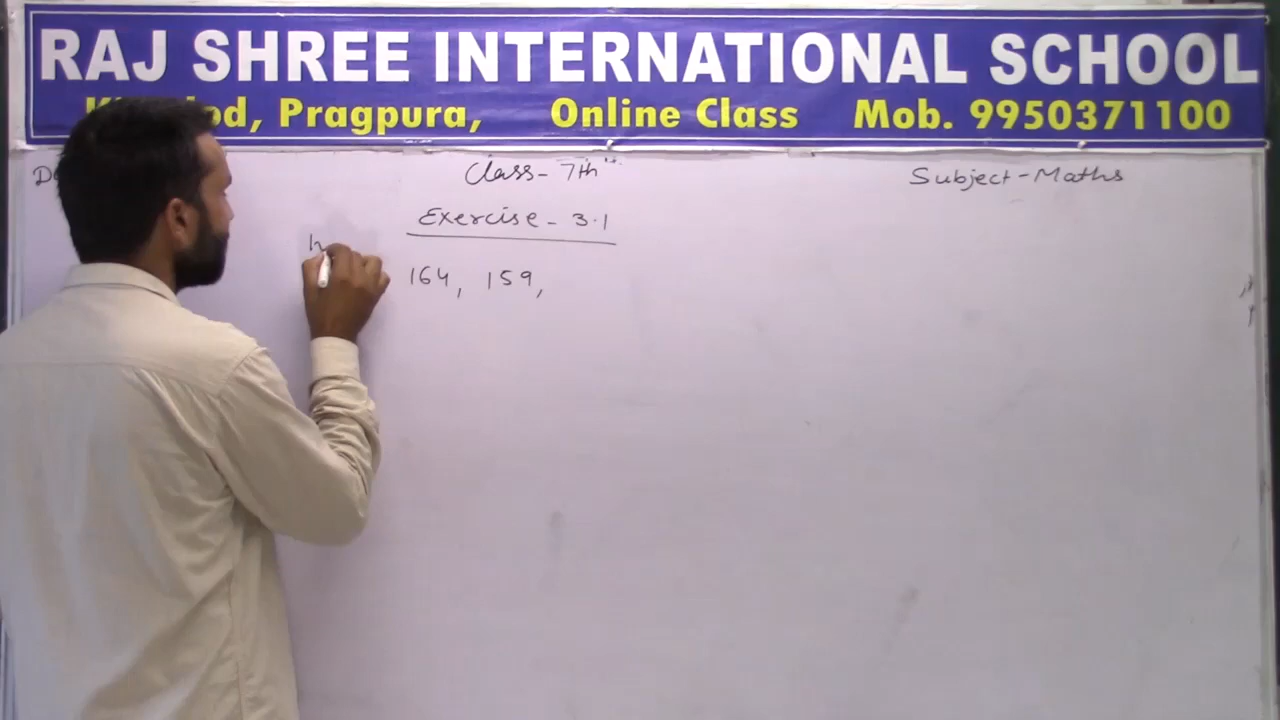 RAJ SHREE INTERNATIONAL SCHOOL
Pragpura, Online Class Mob. 9950371100
Class - 7th
Subject - Maths
Exercise - 3.1
164, 159,